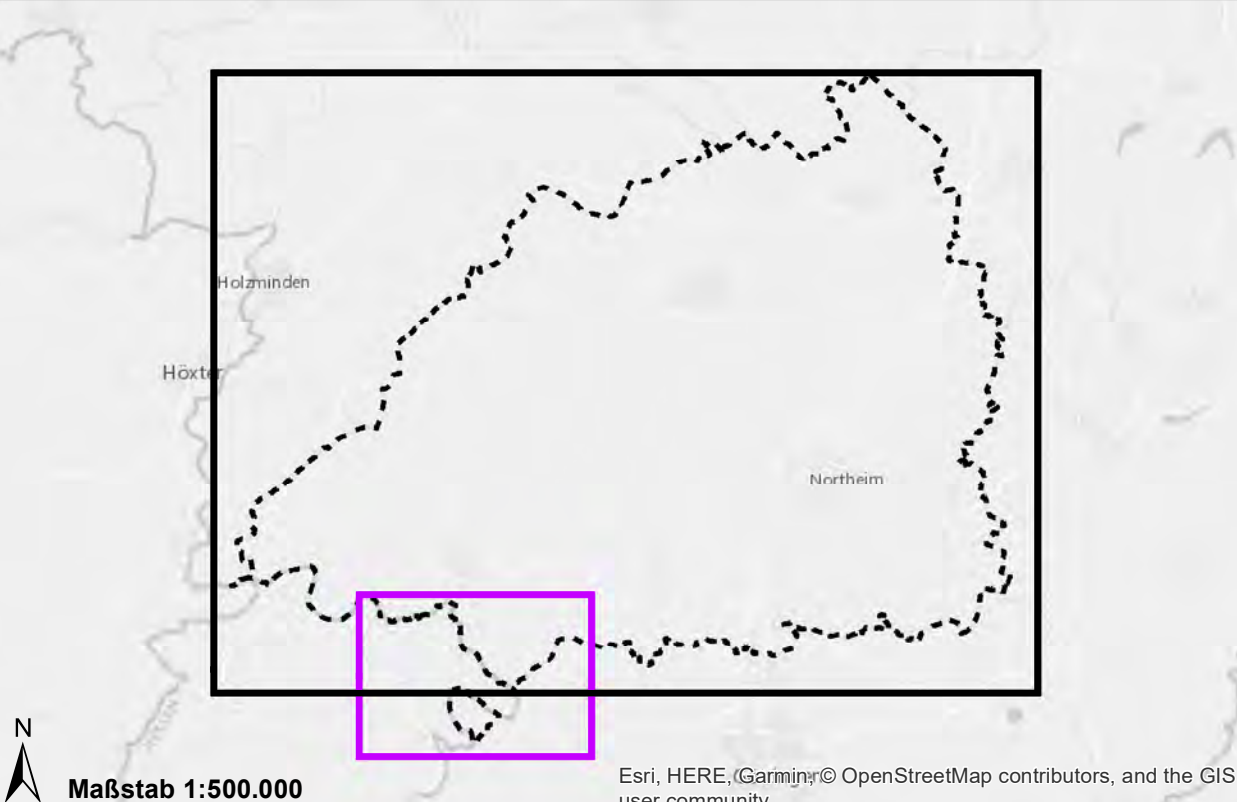 Holzminden
Höxter
Northeim
N
Maßstab 1:500.000
Esri, HERE, Garmin, © OpenStreetMap contributors, and the GIS
user community